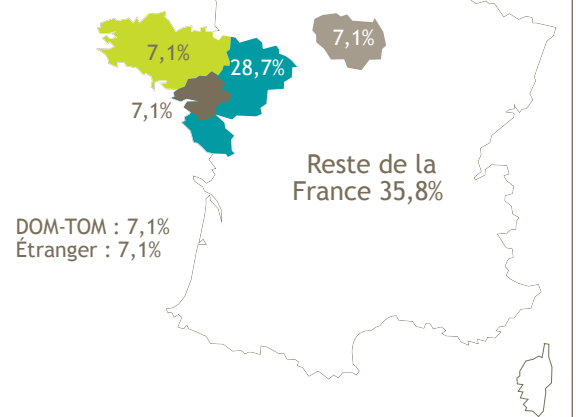 7,1%
7,1%
28,7%
7,1%
Reste de la
France 35,8%
DOM-TOM : 7,1%
Étranger : 7,1%